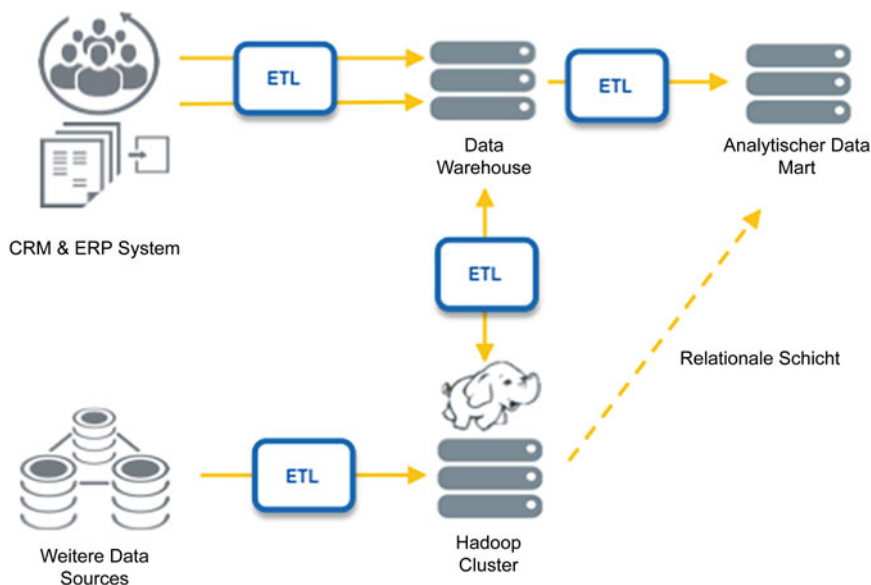 ETL
ETL
Data
Warehouse
Analytischer Data
Mart
CRM & ERP System
ETL
Relationale Schicht
ETL
Weitere Data
Sources
Hadoop
Cluster